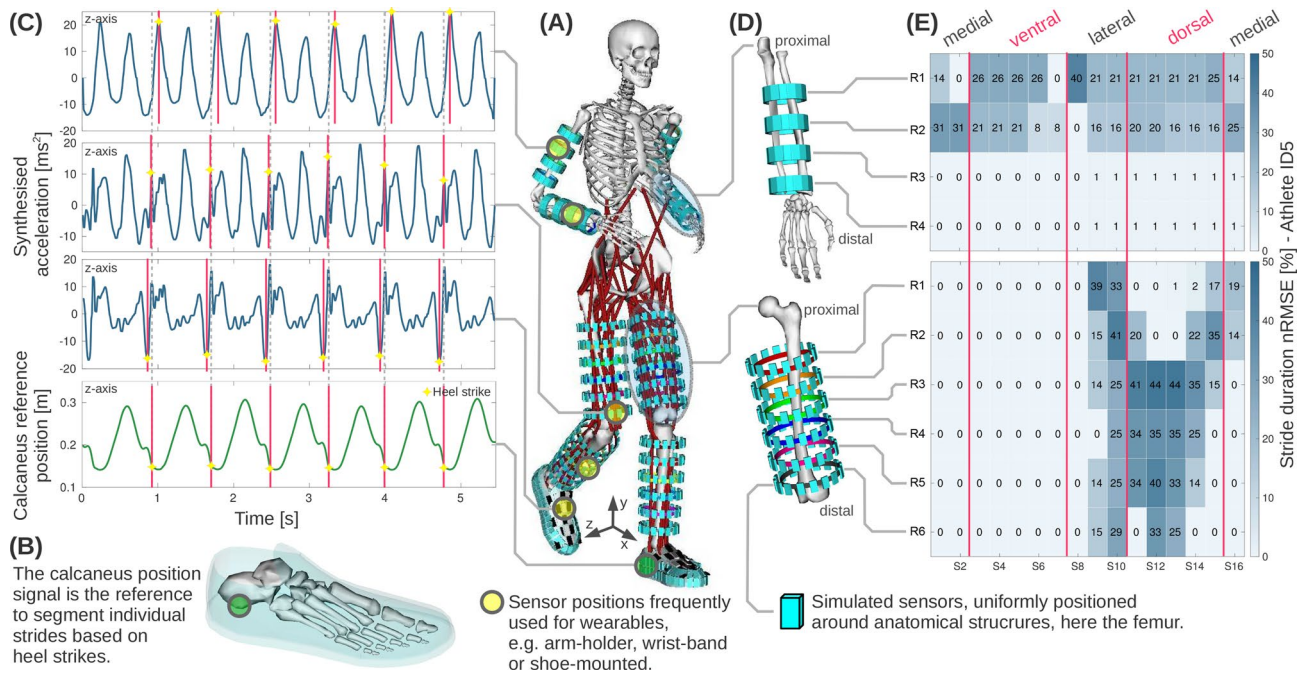 (C)
z-axis
20
10
0
-10
20
z-axis
10
0
-10
20
z-axis
10
0
-10
-20
Synthesised
acceleration [ms²]
z-axis
Heel strike
0.3
0.2
0.1
Calcaneus reference
position [m]
0 1 2 3 4 5
Time [s]
(B)
The calcaneus position
signal is the reference
to segment individual
strides based on
heel strikes.
(A)
y
z
x
Sensor positions frequently
used for wearables,
e.g. arm-holder, wrist-band
or shoe-mounted.
(D)
proximal
distal
proximal
distal
Simulated sensors, uniformly positioned
around anatomical strucrures, here the femur.
(E)
medial ventral lateral dorsal medial
R1 14 0 26 26 26 26 0 40 21 21 21 21 21 21 25 14
R2 31 31 21 21 21 8 8 0 16 16 20 20 16 16 16 25
R3 0 0 0 0 0 0 0 0 1 1 1 1 1 1 1 1
R4 0 0 0 0 0 0 0 0 1 1 1 1 1 1 1 1
R1 0 0 0 0 0 0 0 0 39 33 0 0 1 2 17 19
R2 0 0 0 0 0 0 0 0 15 41 20 0 0 22 35 14
R3 0 0 0 0 0 0 0 0 14 25 41 44 44 35 15 0
R4 0 0 0 0 0 0 0 0 0 25 34 35 35 25 0 0
R5 0 0 0 0 0 0 0 0 14 25 34 40 33 14 0 0
R6 0 0 0 0 0 0 0 0 15 29 0 33 25 0 0 0
S2 S4 S6 S8 S10 S12 S14 S16
50
40
30
20
10
0
50
40
30
20
10
0
Stride duration nRMSE [%] - Athlete ID5